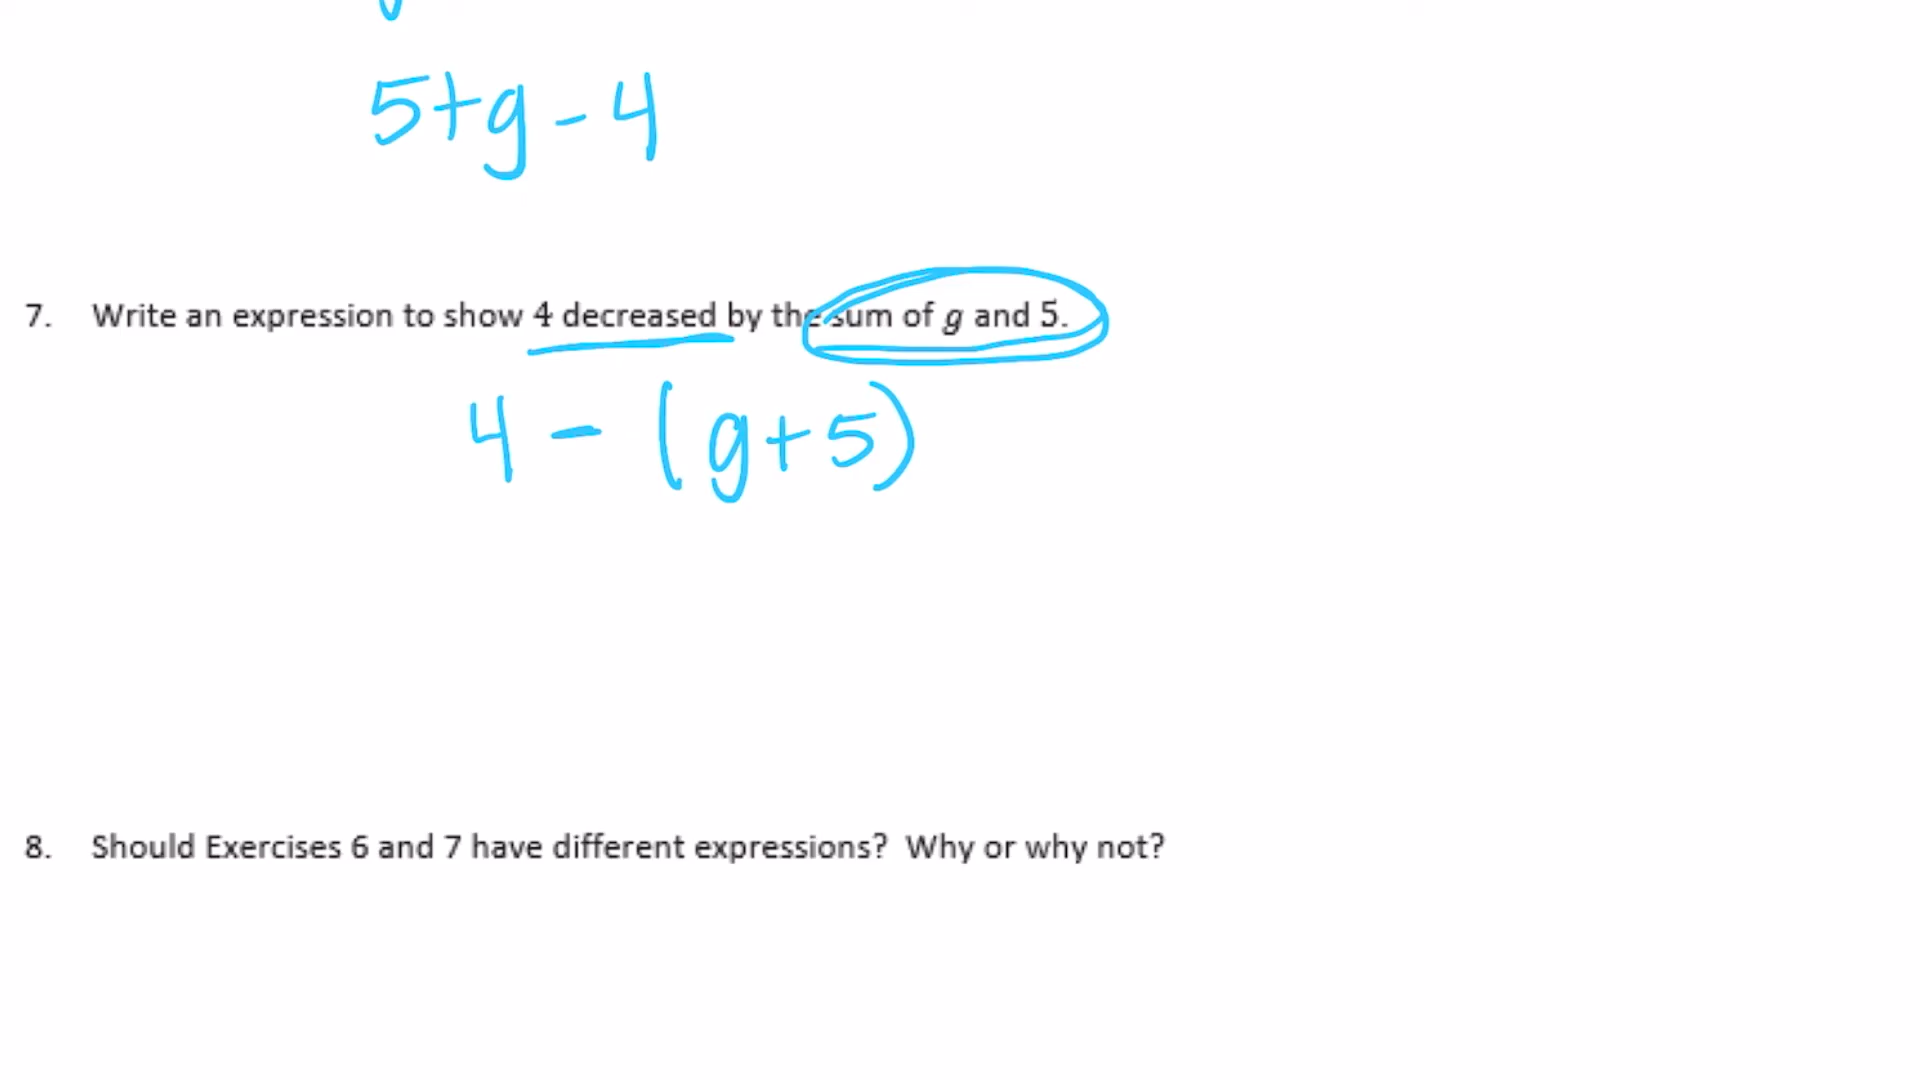 5+g-4
7. Write an expression to show 4 decreased by the sum of g and 5.
4 - (g+5)
8. Should Exercises 6 and 7 have different expressions? Why or why not?